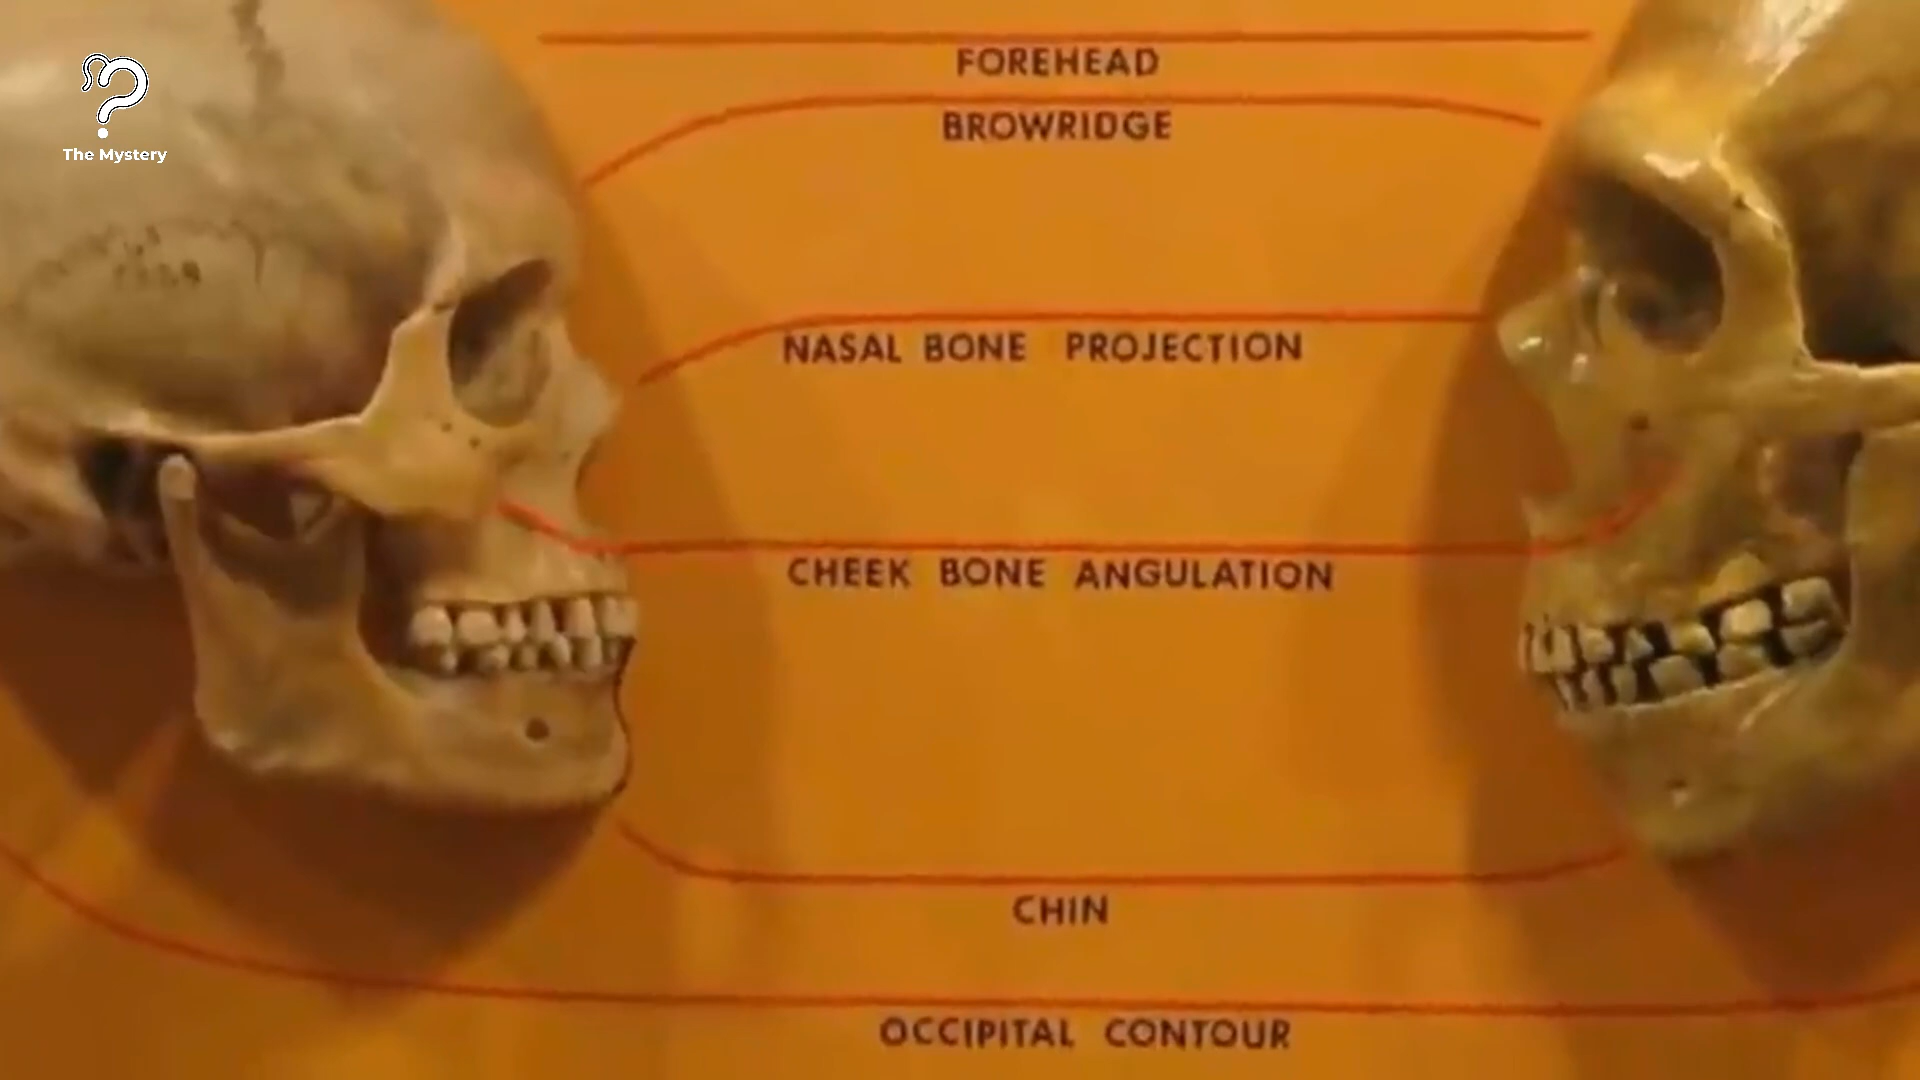 The Mystery
FOREHEAD
BROWRIDGE
NASAL BONE PROJECTION
CHEEK BONE ANGULATION
CHIN
OCCIPITAL CONTOUR